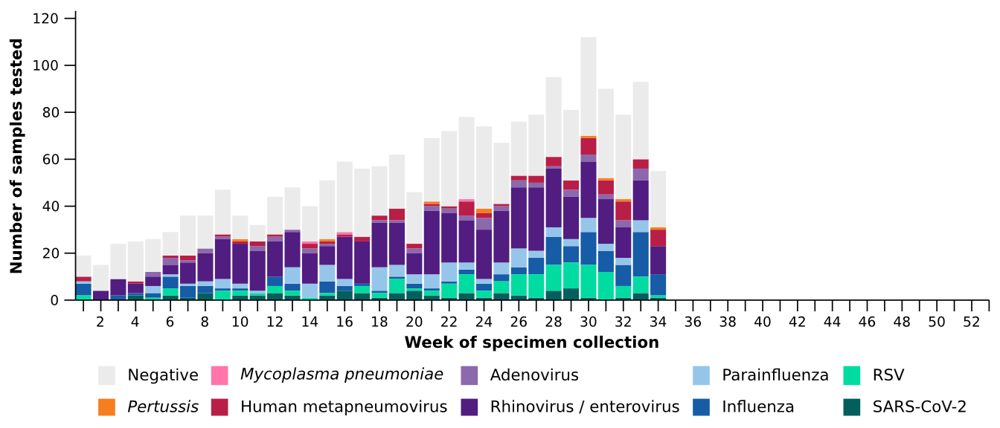 Number of samples tested
120
100
80
60
40
20
0
2 4 6 8 10 12 14 16 18 20 22 24 26 28 30 32 34 36 38 40 42 44 46 48 50 52
Week of specimen collection
Negative Mycoplasma pneumoniae Adenovirus Parainfluenza RSV
Pertussis Human metapneumovirus Rhinovirus / enterovirus Influenza SARS-CoV-2